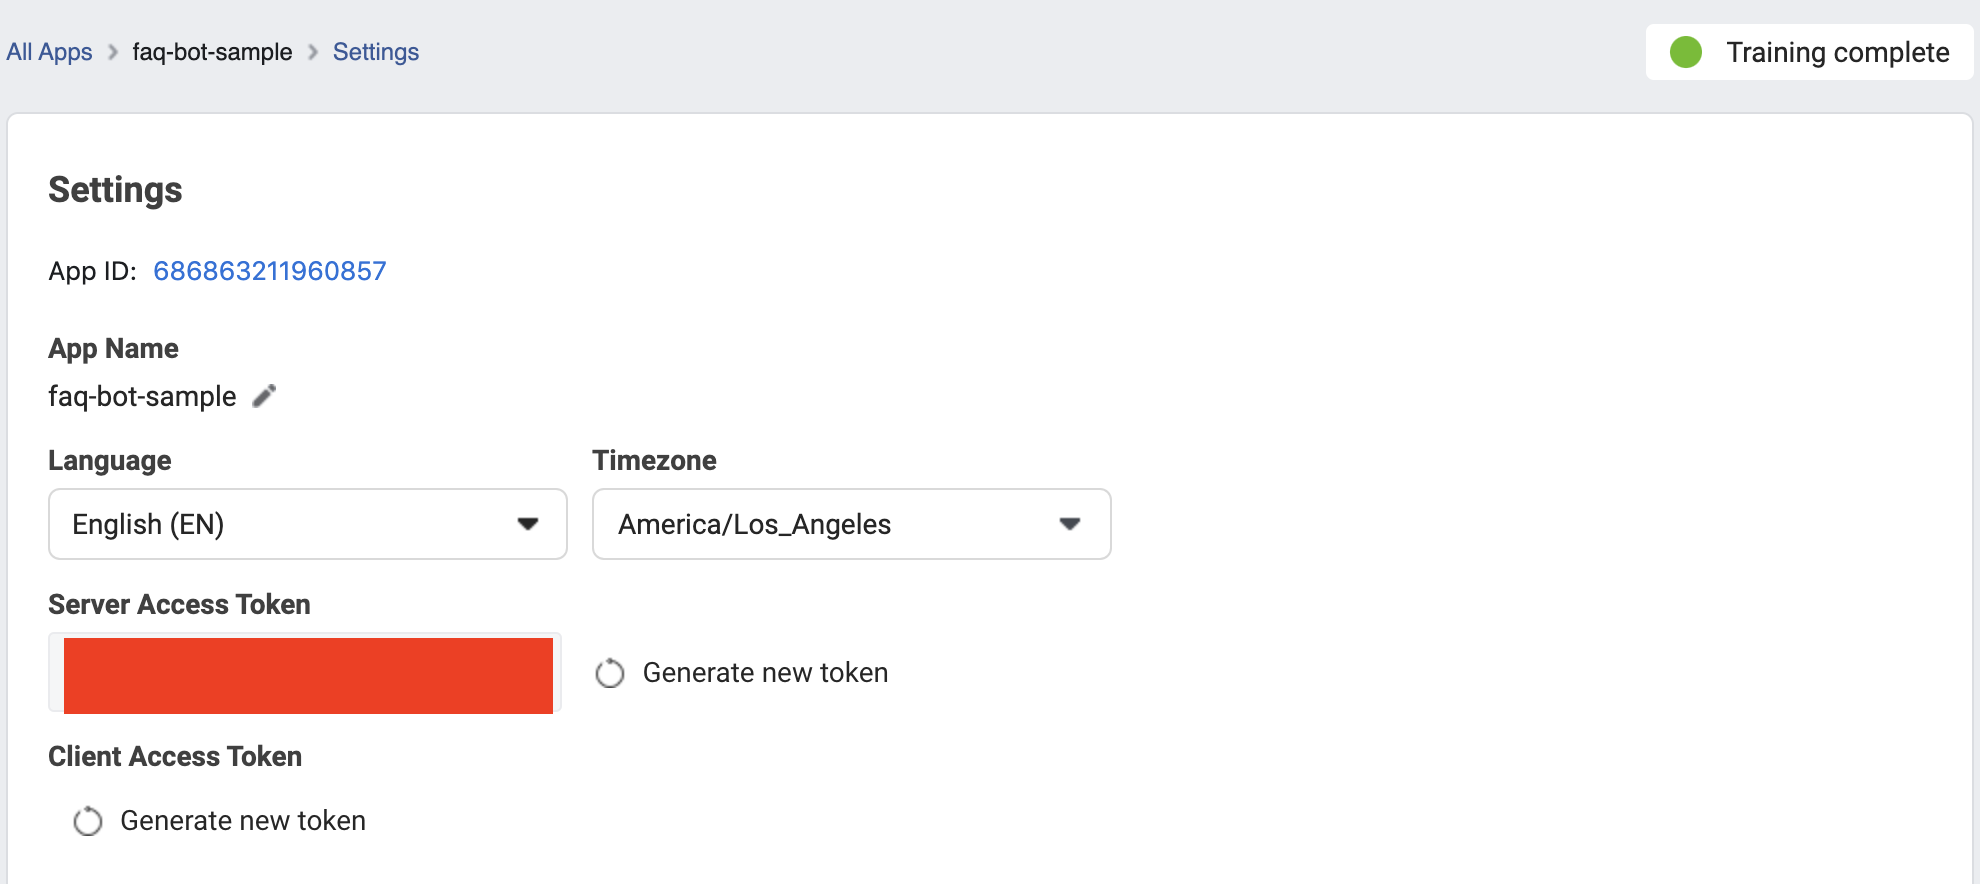 All Apps > faq-bot-sample > Settings
Training complete
Settings
App ID: 686863211960857
App Name
faq-bot-sample
Language
Timezone
English (EN)
America/Los_Angeles
Server Access Token
Generate new token
Client Access Token
Generate new token